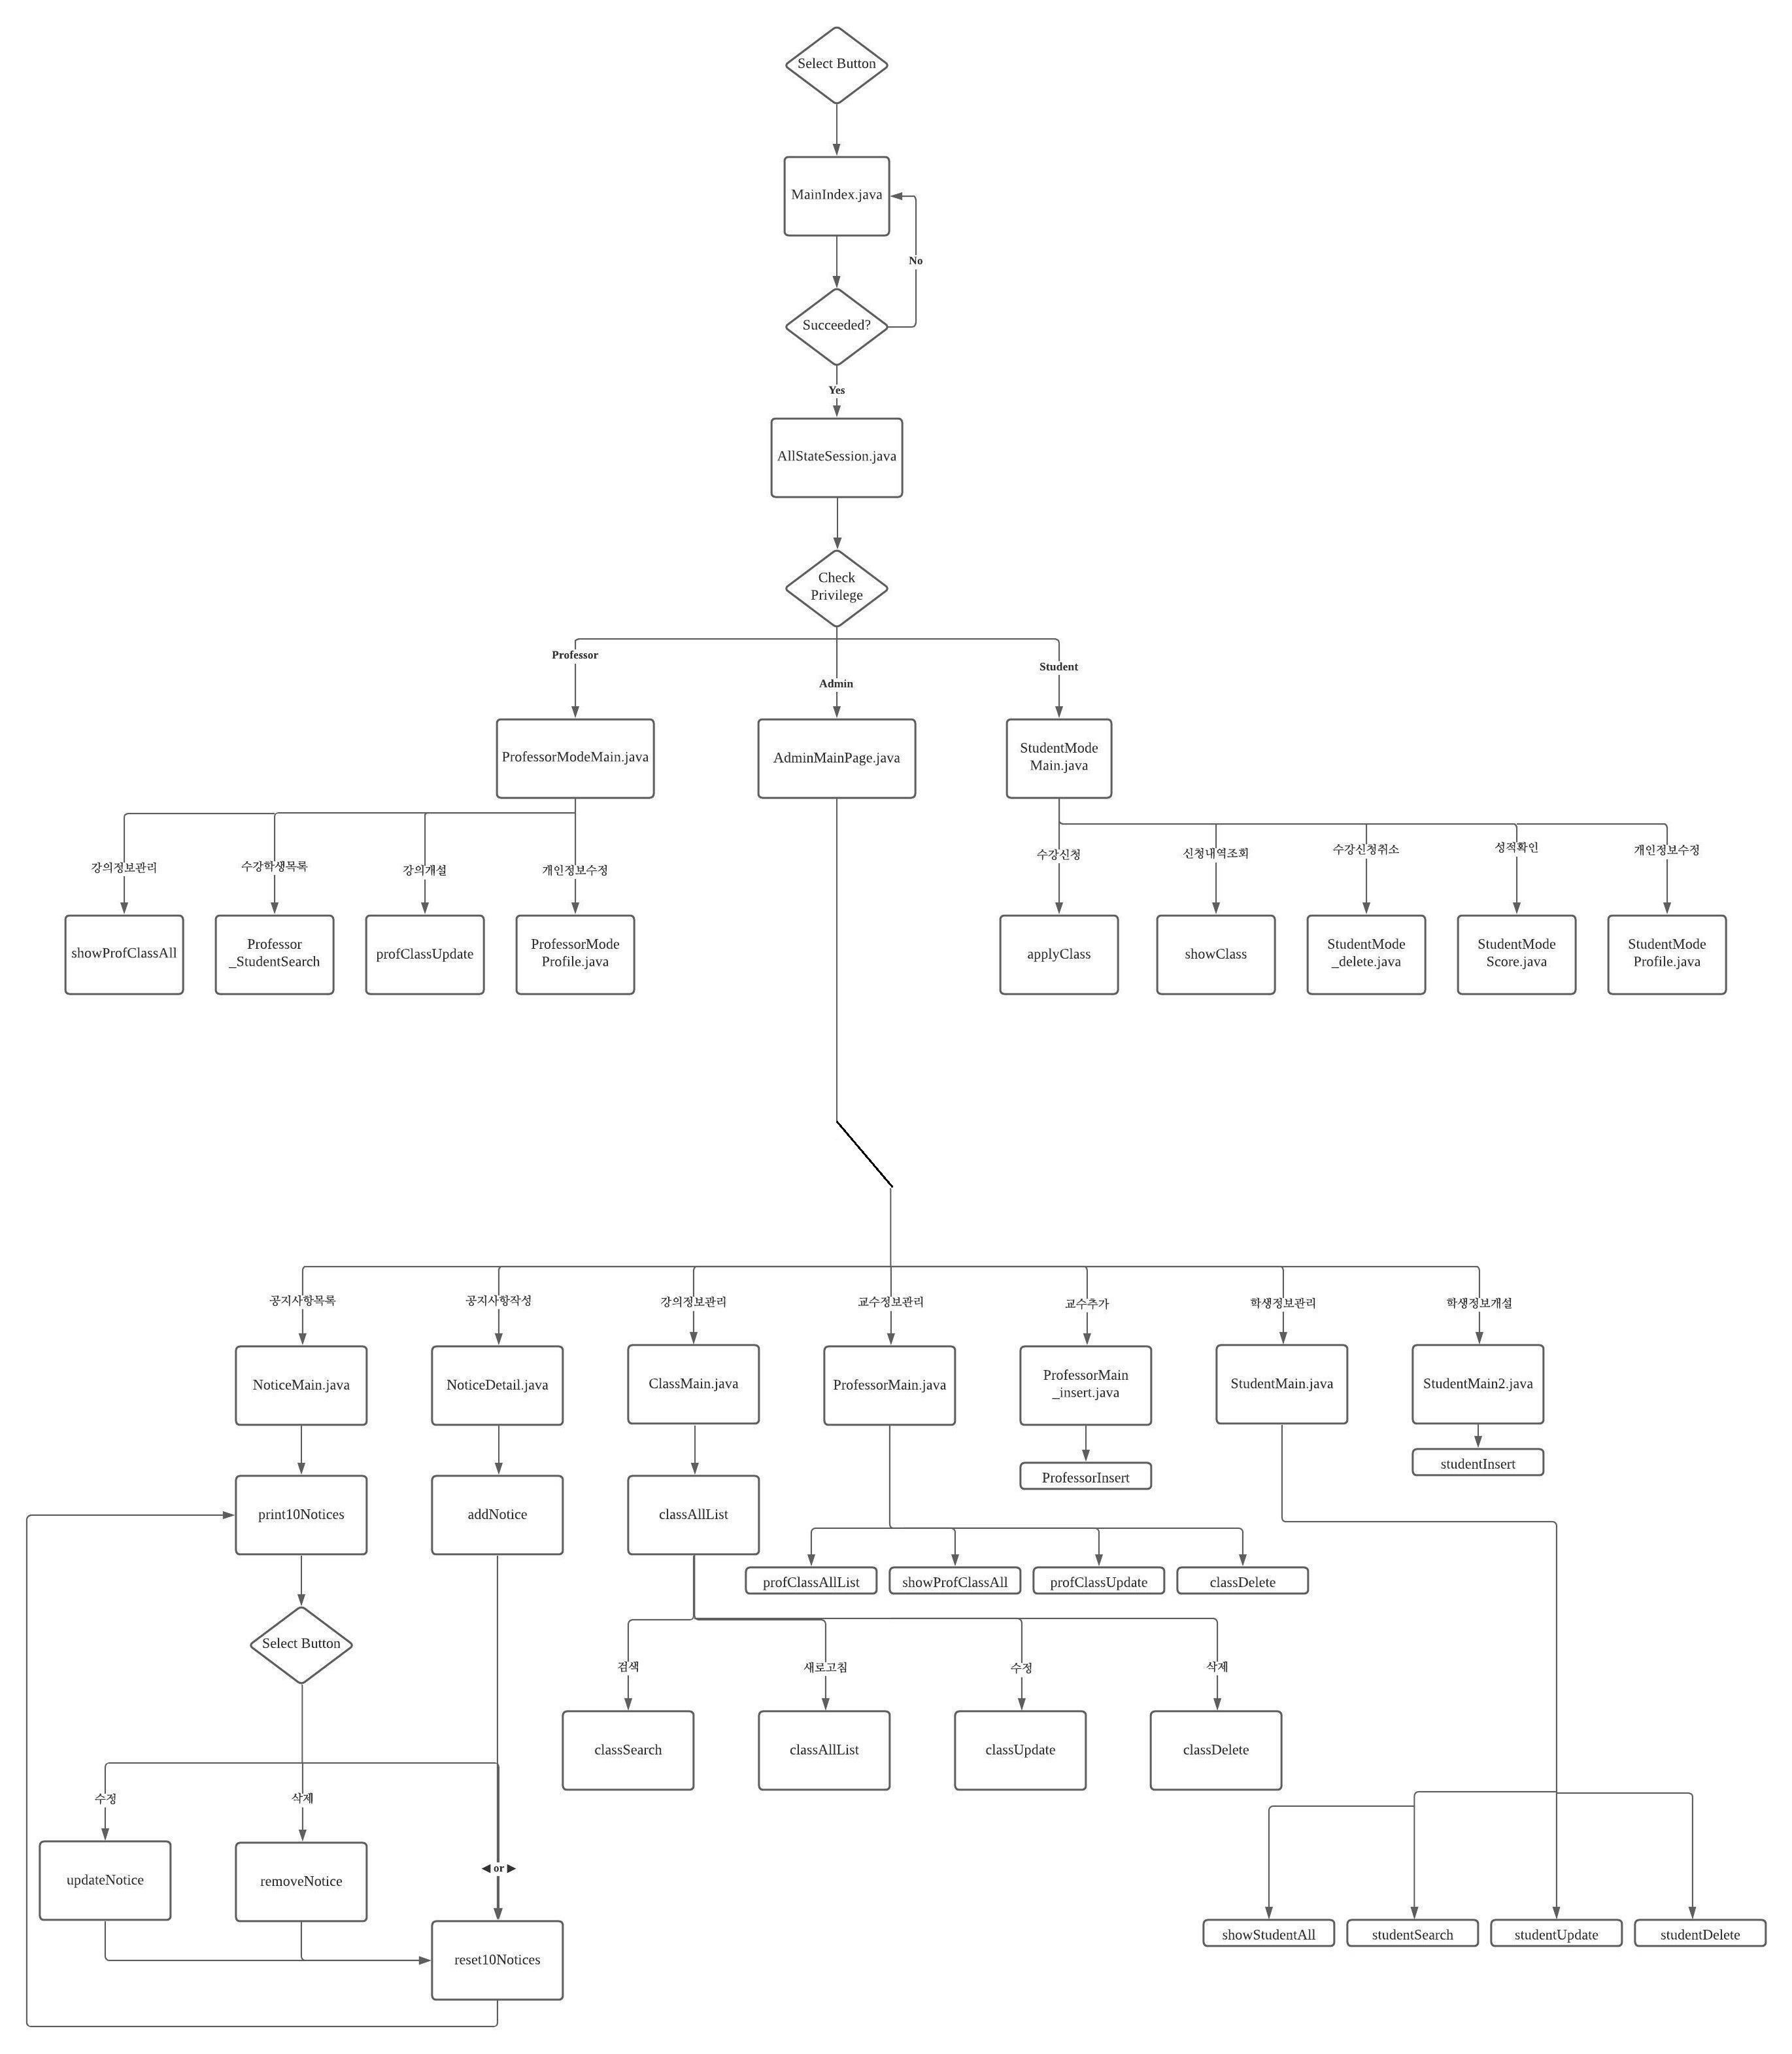 Select Button
MainIndex.java
No
Succeeded?
Yes
AllStateSession.java
Check
Privilege
Professor
Admin
Student
ProfessorModeMain.java
AdminMainPage.java
StudentMode
Main.java
강의정보관리
수강학생목록
강의개설
개인정보수정
수강신청
신청내역조회
수강신청취소
성적확인
개인정보수정
showProfClassAll
Professor
_StudentSearch
profClassUpdate
ProfessorMode
Profile.java
applyClass
showClass
StudentMode
_delete.java
StudentMode
Score.java
StudentMode
Profile.java
공지사항목록
공지사항작성
강의정보관리
교수정보관리
교수추가
학생정보관리
학생정보개설
NoticeMain.java
NoticeDetail.java
ClassMain.java
ProfessorMain.java
ProfessorMain
_insert.java
StudentMain.java
StudentMain2.java
studentInsert
ProfessorInsert
print10Notices
addNotice
classAllList
profClassAllList
showProfClassAll
profClassUpdate
classDelete
Select Button
검색
새로고침
수정
삭제
classSearch
classAllList
classUpdate
classDelete
수정
삭제
◀ or ▶
updateNotice
removeNotice
showStudentAll
studentSearch
studentUpdate
studentDelete
reset10Notices